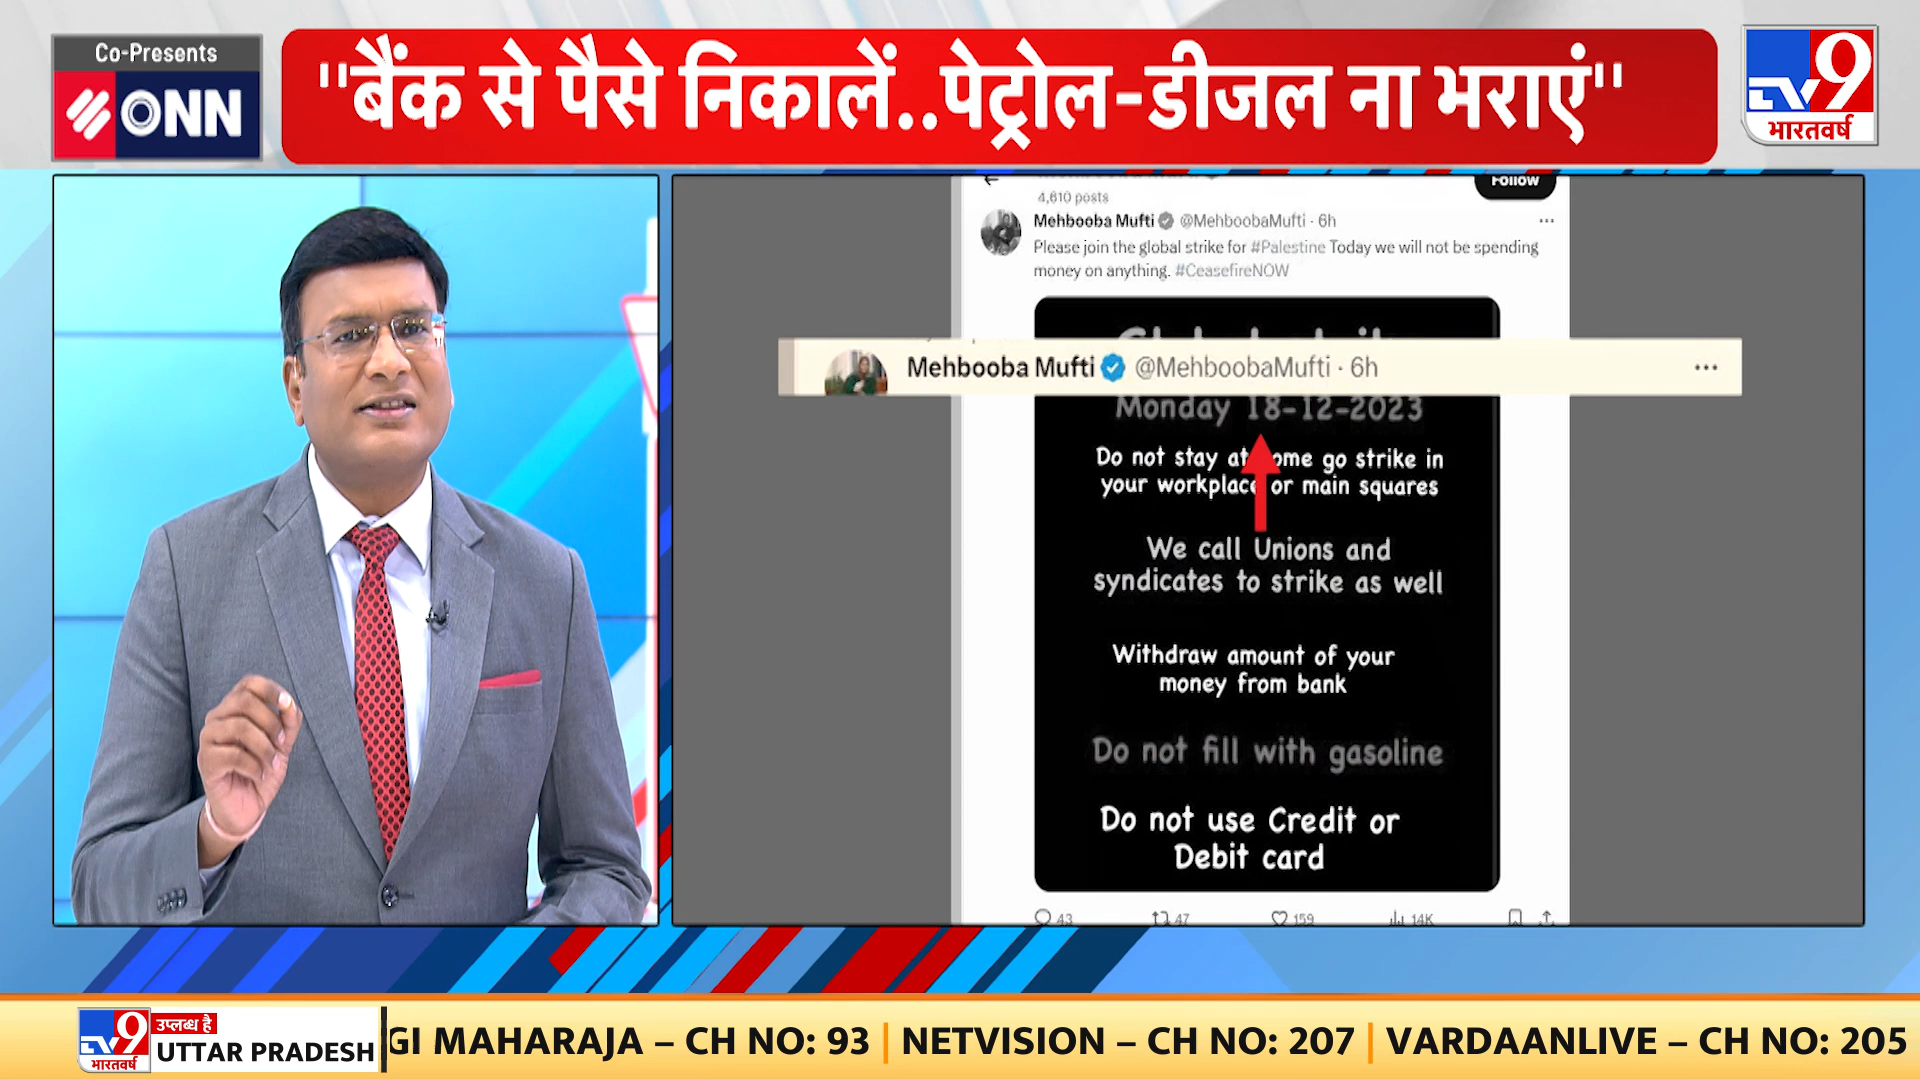 Co-Presents
ONN
"बैंक से पैसे निकालें..पेट्रोल-डीजल ना भराएं"
TV9
भारतवर्ष
Follow
4,610 posts
Mehbooba Mufti @MehboobaMufti · 6h
Please join the global strike for #Palestine Today we will not be spending
money on anything. #CeasefireNOW
Mehbooba Mufti @MehboobaMufti · 6h
Monday 18-12-2023
Do not stay at home go strike in
your workplace or main squares
We call Unions and
syndicates to strike as well
Withdraw amount of your
money from bank
Do not fill with gasoline
Do not use Credit or
Debit card
43 47 159 14K
TV9
भारतवर्ष
उप्लब्ध है
UTTAR PRADESH
GI MAHARAJA – CH NO: 93 | NETVISION – CH NO: 207 | VARDAANLIVE – CH NO: 205